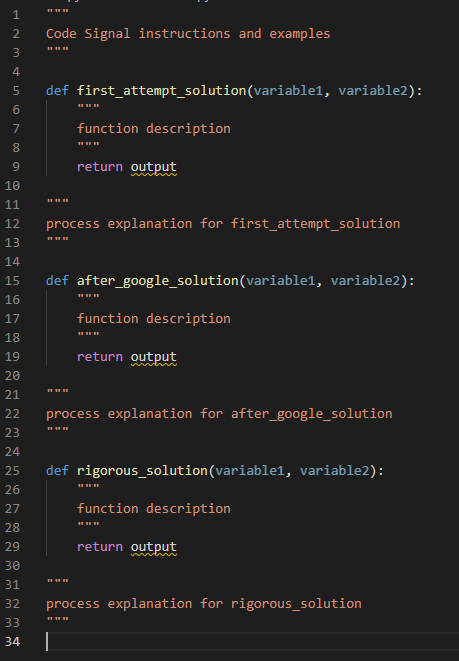 1 """
2 Code Signal instructions and examples
3 """
4
5 def first_attempt_solution(variable1, variable2):
6     """
7     function description
8     """
9     return output
10
11 """
12 process explanation for first_attempt_solution
13 """
14
15 def after_google_solution(variable1, variable2):
16     """
17     function description
18     """
19     return output
20
21 """
22 process explanation for after_google_solution
23 """
24
25 def rigorous_solution(variable1, variable2):
26     """
27     function description
28     """
29     return output
30
31 """
32 process explanation for rigorous_solution
33 """
34